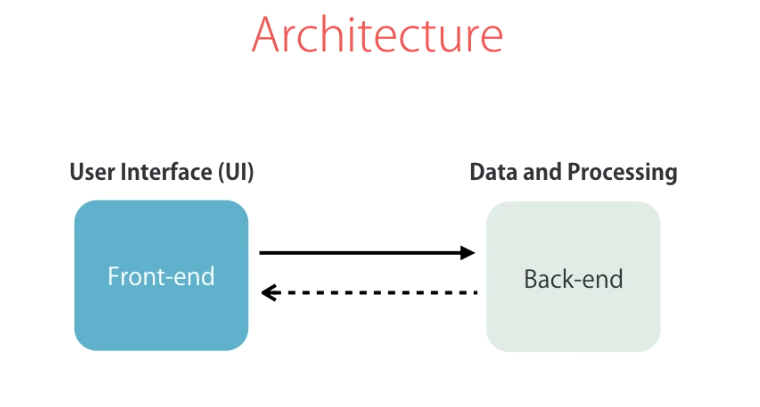 Architecture
User Interface (UI)
Data and Processing
Front-end
Back-end